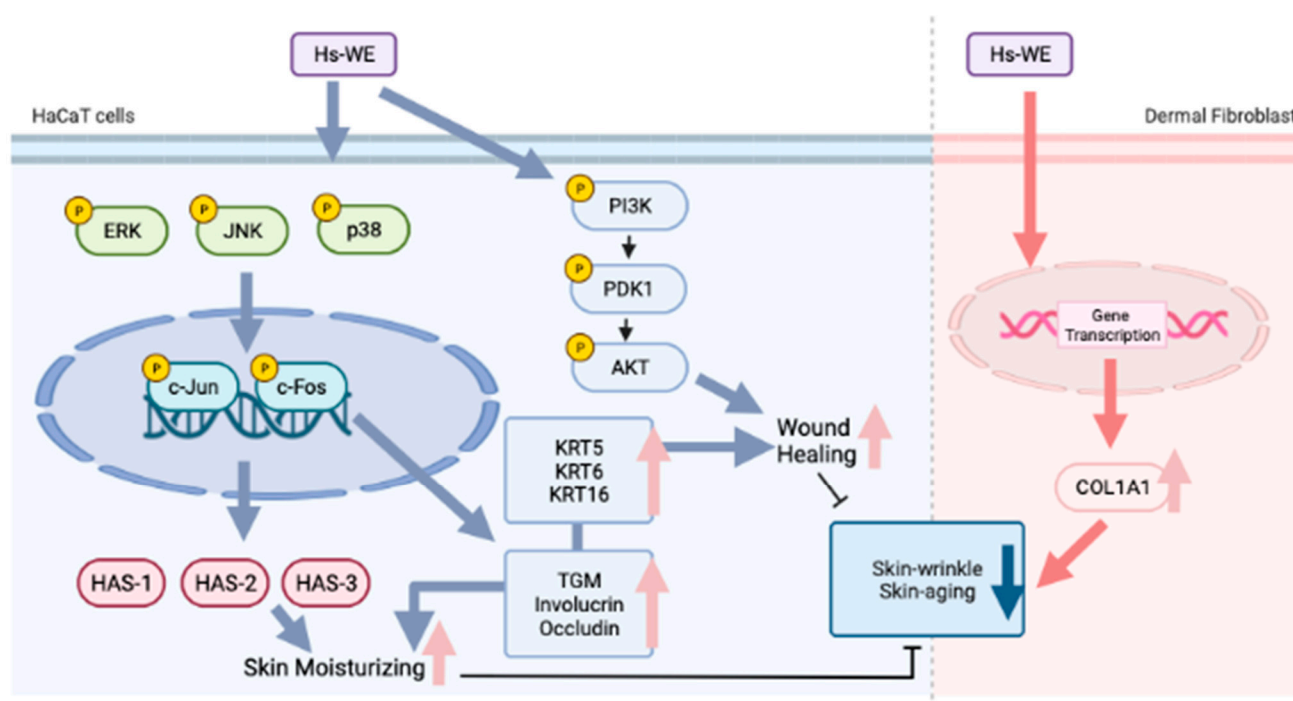 Hs-WE
Hs-WE
HaCaT cells
Dermal Fibroblast
P
ERK
P
JNK
P
p38
P
PI3K
P
PDK1
P
AKT
P
c-Jun
P
c-Fos
Gene
Transcription
KRT5
KRT6
KRT16
Wound
Healing
COL1A1
HAS-1
HAS-2
HAS-3
TGM
Involucrin
Occludin
Skin-wrinkle
Skin-aging
Skin Moisturizing